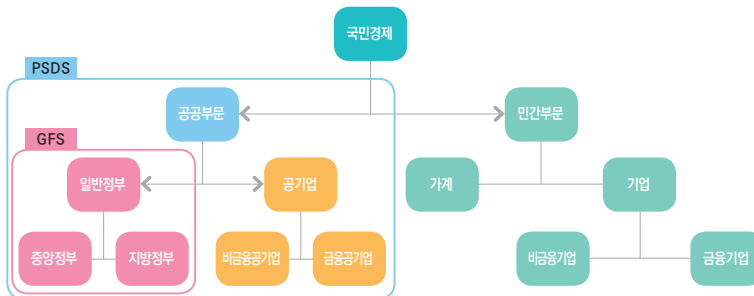 국민경제
PSDS
공공부문
민간부문
GFS
일반정부
공기업
가계
기업
중앙정부
지방정부
비금융공기업
금융공기업
비금융기업
금융기업